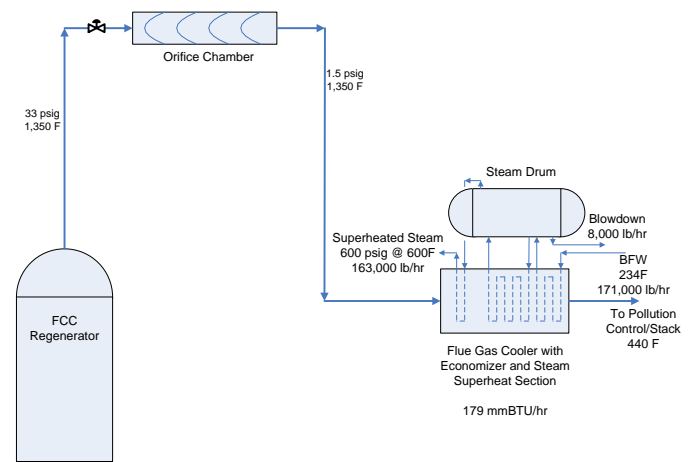 Orifice Chamber
33 psig
1,350 F
1.5 psig
1,350 F
Steam Drum
Blowdown
8,000 lb/hr
Superheated Steam
600 psig @ 600F
163,000 lb/hr
BFW
234F
171,000 lb/hr
To Pollution
Control/Stack
440 F
FCC
Regenerator
Flue Gas Cooler with
Economizer and Steam
Superheat Section
179 mmBTU/hr